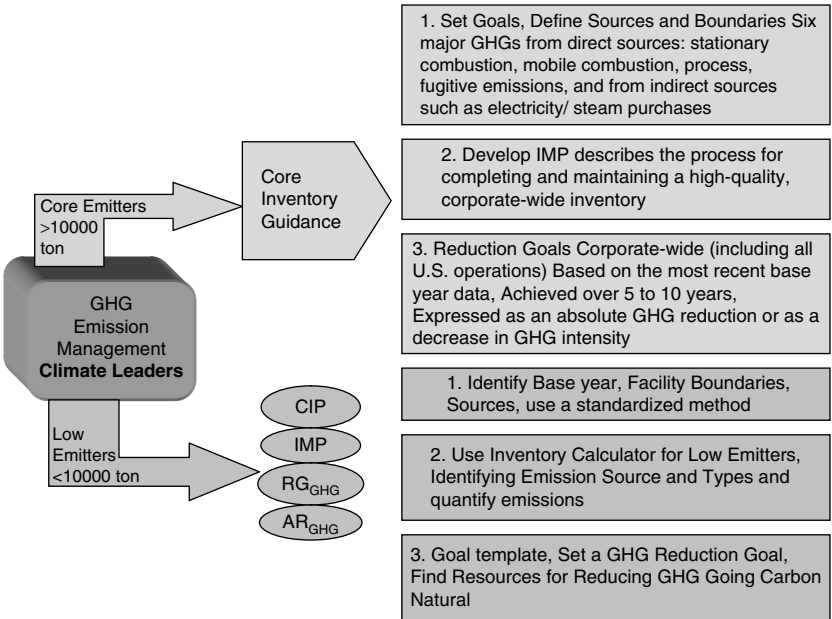 1. Set Goals, Define Sources and Boundaries Six
major GHGs from direct sources: stationary
combustion, mobile combustion, process,
fugitive emissions, and from indirect sources
such as electricity/ steam purchases
Core Emitters
>10000
ton
Core
Inventory
Guidance
2. Develop IMP describes the process for
completing and maintaining a high-quality,
corporate-wide inventory
3. Reduction Goals Corporate-wide (including all
U.S. operations) Based on the most recent base
year data, Achieved over 5 to 10 years,
Expressed as an absolute GHG reduction or as a
decrease in GHG intensity
GHG
Emission
Management
Climate Leaders
Low
Emitters
<10000 ton
CIP
IMP
RGGHG
ARGHG
1. Identify Base year, Facility Boundaries,
Sources, use a standardized method
2. Use Inventory Calculator for Low Emitters,
Identifying Emission Source and Types and
quantify emissions
3. Goal template, Set a GHG Reduction Goal,
Find Resources for Reducing GHG Going Carbon
Natural